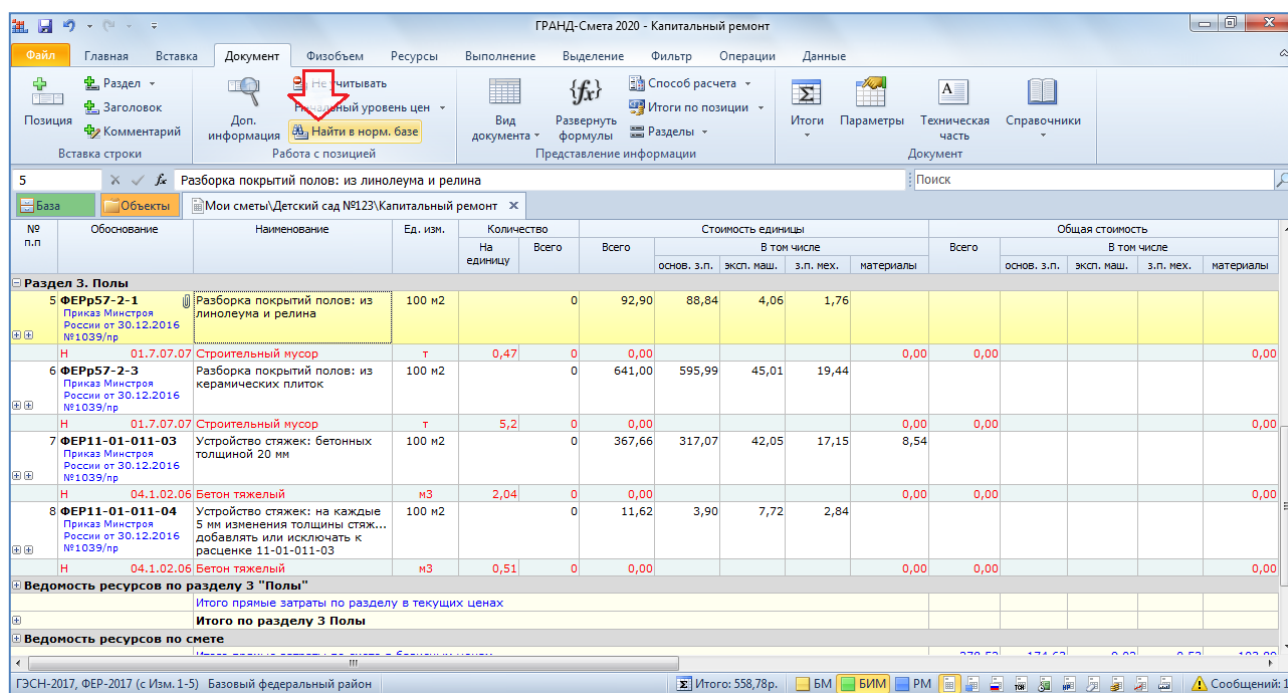 ГРАНД-Смета 2020 - Капитальный ремонт
Файл Главная Вставка Документ Физобъем Ресурсы Выполнение Выделение Фильтр Операции Данные
Позиция
Раздел
Заголовок
Комментарий
Вставка строки
Доп.
информация
Не учитывать
уровень цен
Найти в норм. базе
Работа с позицией
Вид
документа
Развернуть
формулы
Способ расчета
Итоги по позиции
Разделы
Представление информации
Итоги
Параметры
Техническая
часть
Справочники
Документ
5 fx Разборка покрытий полов: из линолеума и релина Поиск
База Объекты Мои сметы\Детский сад №123\Капитальный ремонт
№ п.п Обоснование Наименование Ед. изм. Количество Стоимость единицы Общая стоимость
На единицу Всего Всего В том числе Всего В том числе
основ. з.п. эксп. маш. з.п. мех. материалы основ. з.п. эксп. маш. з.п. мех. материалы
Раздел 3. Полы
5 ФЕРр57-2-1 Разборка покрытий полов: из 100 м2 0 92,90 88,84 4,06 1,76
Приказ Минстроя линолеума и релина
России от 30.12.2016
№1039/пр
Н 01.7.07.07 Строительный мусор т 0,47 0 0,00 0,00 0,00 0,00
6 ФЕРр57-2-3 Разборка покрытий полов: из 100 м2 0 641,00 595,99 45,01 19,44
Приказ Минстроя керамических плиток
России от 30.12.2016
№1039/пр
Н 01.7.07.07 Строительный мусор т 5,2 0 0,00 0,00 0,00 0,00
7 ФЕР11-01-011-03 Устройство стяжек: бетонных 100 м2 0 367,66 317,07 42,05 17,15 8,54
Приказ Минстроя толщиной 20 мм
России от 30.12.2016
№1039/пр
Н 04.1.02.06 Бетон тяжелый м3 2,04 0 0,00 0,00 0,00 0,00
8 ФЕР11-01-011-04 Устройство стяжек: на каждые 100 м2 0 11,62 3,90 7,72 2,84
Приказ Минстроя 5 мм изменения толщины стяж...
России от 30.12.2016 добавлять или исключать к
№1039/пр расценке 11-01-011-03
Н 04.1.02.06 Бетон тяжелый м3 0,51 0 0,00 0,00 0,00 0,00
Ведомость ресурсов по разделу 3 "Полы"
Итого прямые затраты по разделу в текущих ценах
Итого по разделу 3 Полы
Ведомость ресурсов по смете
ГЭСН-2017, ФЕР-2017 (с Изм.1-5) Базовый федеральный район Σ Итого: 558,78р. БМ БИМ РМ Сообщений:1